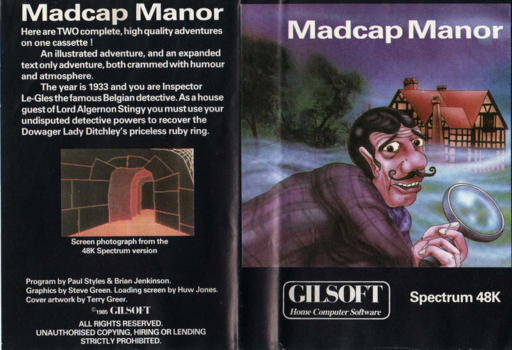 Madcap Manor
Here are TWO complete, high quality adventures
on one cassette !
An illustrated adventure, and an expanded
text only adventure, both crammed with humour
and atmosphere.
The year is 1933 and you are Inspector
Le-Gles the famous Belgian detective. As a house
guest of Lord Algernon Stingy you must use your
undisputed detective powers to recover the
Dowager Lady Ditchley's priceless ruby ring.
Screen photograph from the
48K Spectrum version
Program by Paul Styles & Brian Jenkinson.
Graphics by Steve Green. Loading screen by Huw Jones.
Cover artwork by Terry Greer.
©1985 GILSOFT
ALL RIGHTS RESERVED.
UNAUTHORISED COPYING, HIRING OR LENDING
STRICTLY PROHIBITED.
Madcap Manor
GILSOFT
Home Computer Software
Spectrum 48K